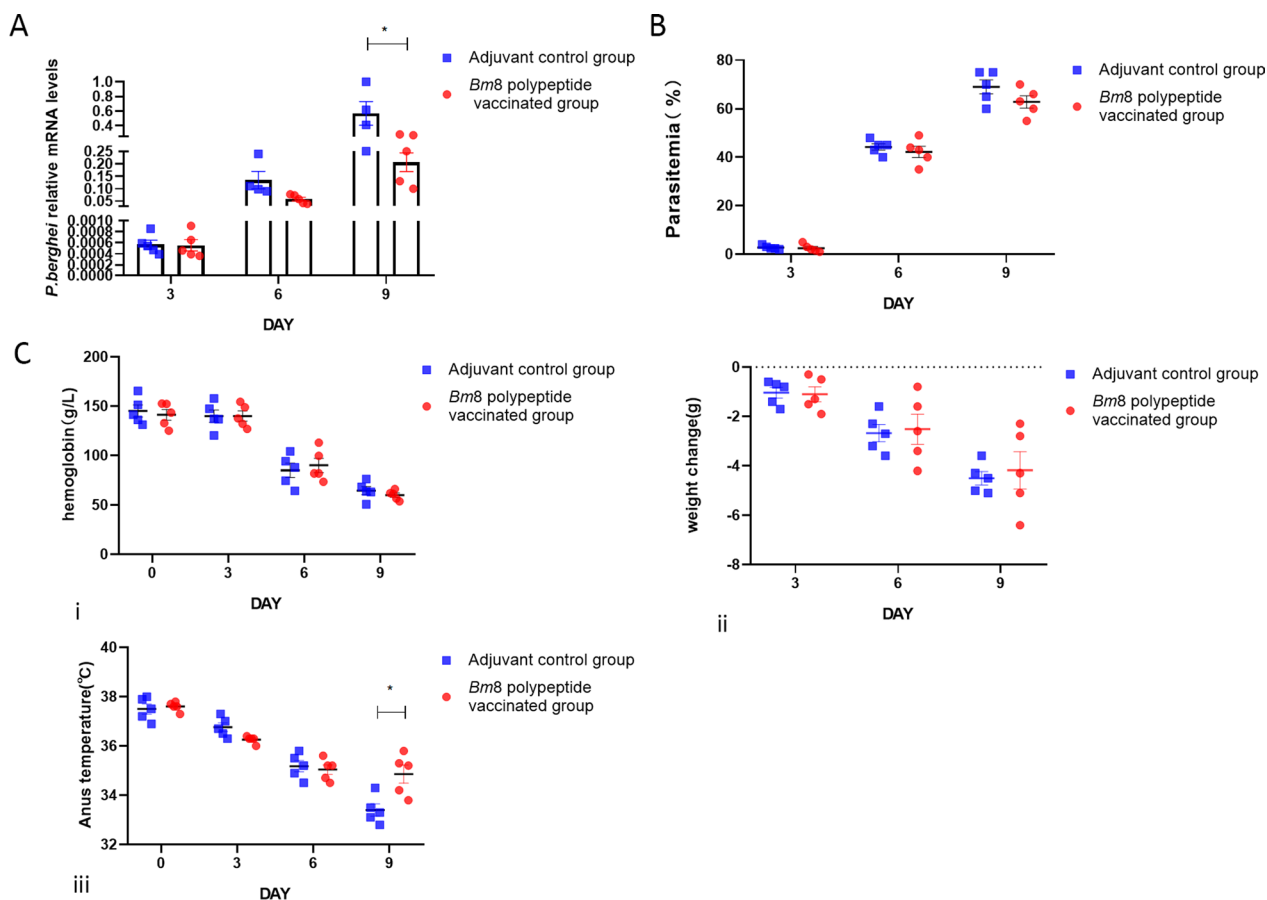 A
*
Adjuvant control group
Bm8 polypeptide
vaccinated group
P.berghei relative mRNA levels
1.0
0.8
0.6
0.4
0.25
0.20
0.15
0.10
0.05
0.0010
0.0008
0.0006
0.0004
0.0002
0.0000
3 6 9
DAY
B
Adjuvant control group
Bm8 polypeptide
vaccinated group
Parasitemia（%）
80
60
40
20
0
3 6 9
DAY
C
Adjuvant control group
Bm8 polypeptide
vaccinated group
hemoglobin(g/L)
200
150
100
50
0
0 3 6 9
DAY
i
Adjuvant control group
Bm8 polypeptide
vaccinated group
weight change(g)
0
-2
-4
-6
-8
3 6 9
DAY
ii
*
Adjuvant control group
Bm8 polypeptide
vaccinated group
Anus temperature(℃)
40
38
36
34
32
0 3 6 9
DAY
iii